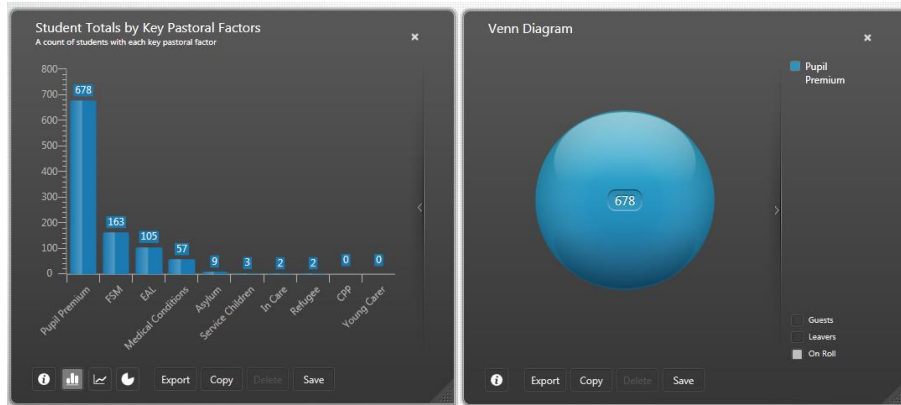 Student Totals by Key Pastoral Factors
A count of students with each key pastoral factor
800
700
600
500
400
300
200
100
0
678
163
105
57
9
3
2
2
0
0
Pupil Premium
FSM
EAL
Medical Conditions
Asylum
Service Children
In Care
Refugee
CPP
Young Carer
Export Copy Delete Save
Venn Diagram
Pupil
Premium
678
Guests
Leavers
On Roll
Export Copy Delete Save